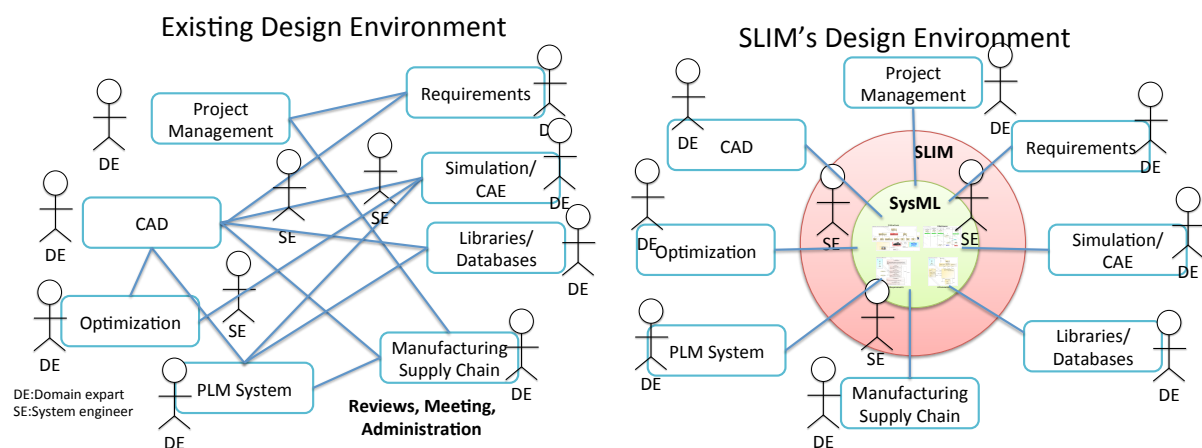 Existing Design Environment
Project
Management
Requirements
DE
DE
Simulation/
CAE
DE
SE
SE
CAD
DE
Libraries/
Databases
DE
Optimization
DE
SE
PLM System
DE
Manufacturing
Supply Chain
DE
DE:Domain expart
SE:System engineer
Reviews, Meeting,
Administration
SLIM's Design Environment
Project
Management
DE
CAD
DE
Requirements
DE
SLIM
SysML
SE
SE
Optimization
DE
Simulation/
CAE
DE
PLM System
DE
SE
Libraries/
Databases
DE
Manufacturing
Supply Chain
DE